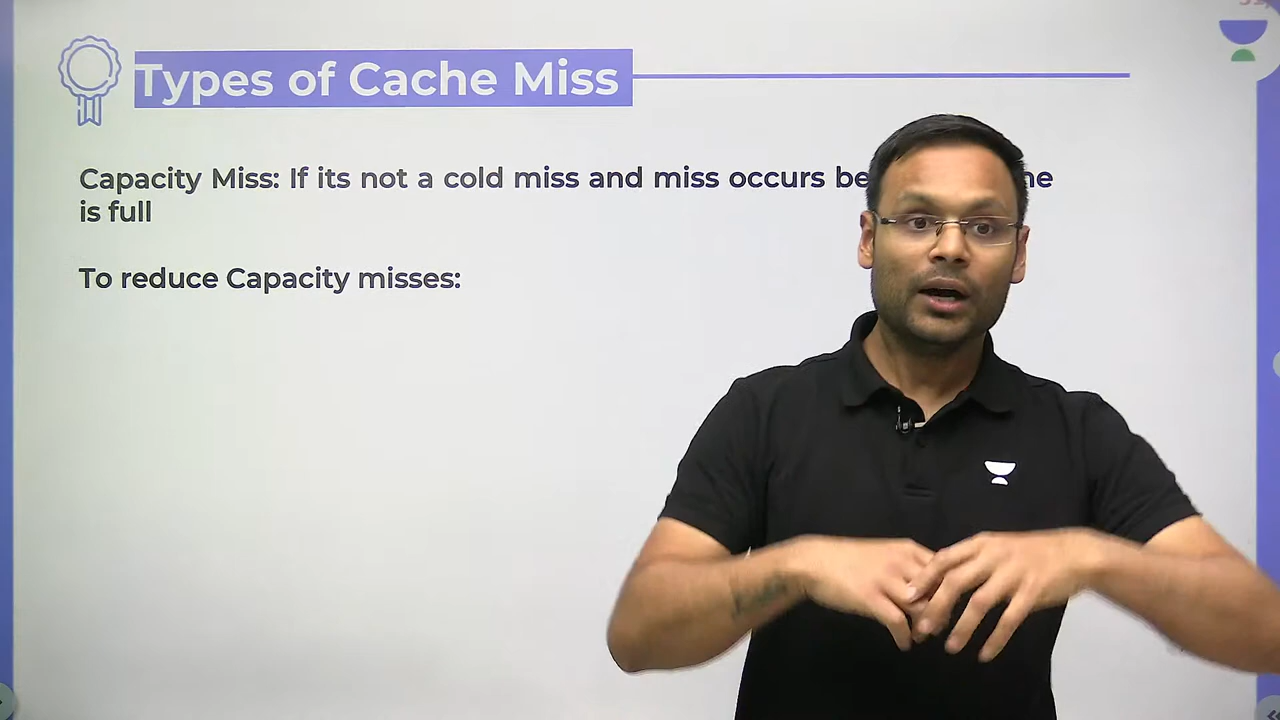 Types of Cache Miss
Capacity Miss: If its not a cold miss and miss occurs
is full
To reduce Capacity misses: